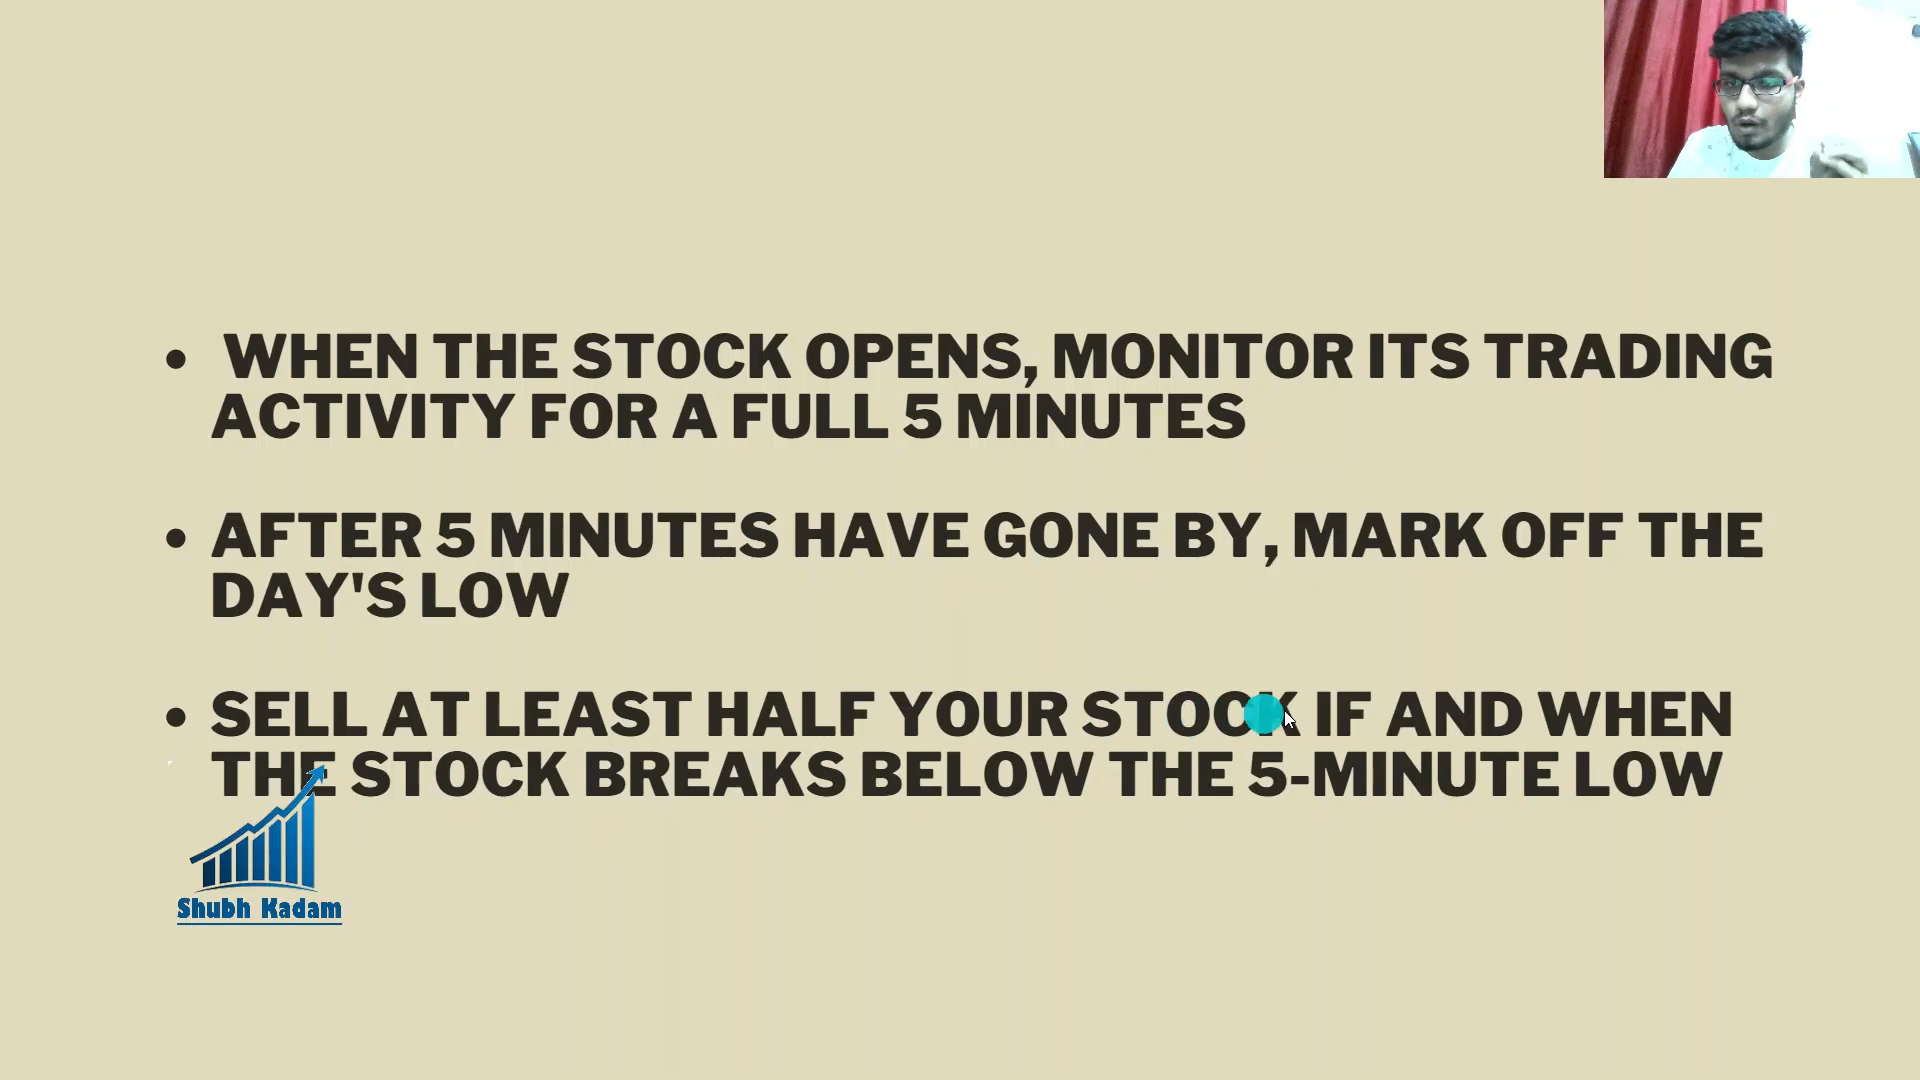 • WHEN THE STOCK OPENS, MONITOR ITS TRADING
ACTIVITY FOR A FULL 5 MINUTES
• AFTER 5 MINUTES HAVE GONE BY, MARK OFF THE
DAY'S LOW
• SELL AT LEAST HALF YOUR STOCK IF AND WHEN
THE STOCK BREAKS BELOW THE 5-MINUTE LOW
Shubh Kadam